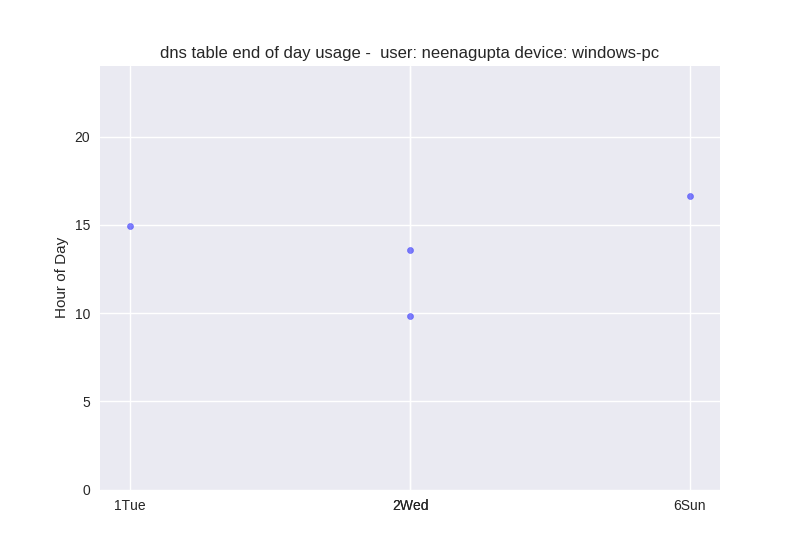 dns table end of day usage -  user: neenagupta device: windows-pc
20
15
10
5
0
Hour of Day
1Tue 2Wed 6Sun